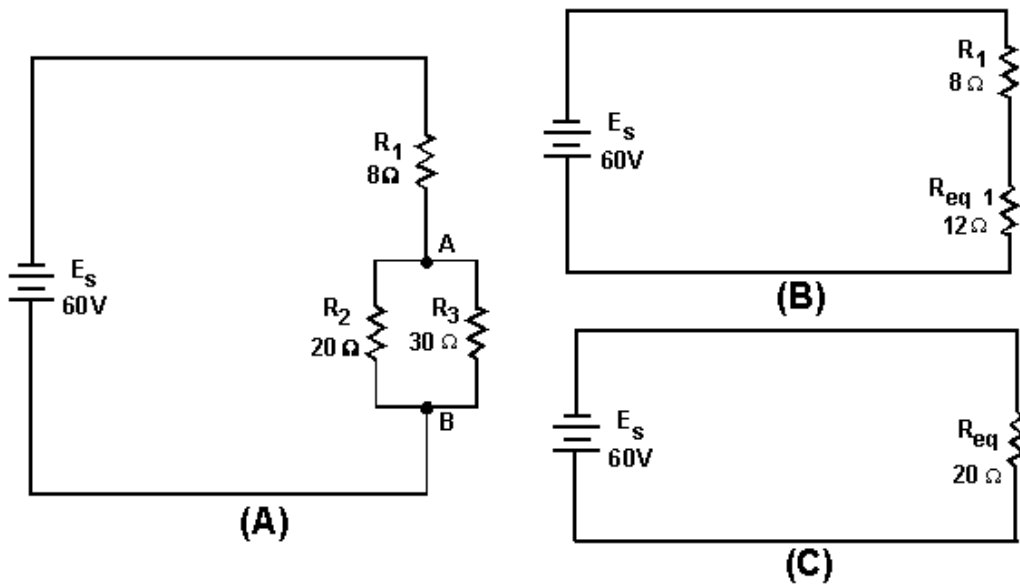 R1
8Ω
A
Es
60V
R2
20 Ω
R3
30 Ω
B
(A)
R1
8 Ω
Es
60V
Req 1
12 Ω
(B)
Es
60V
Req
20 Ω
(C)